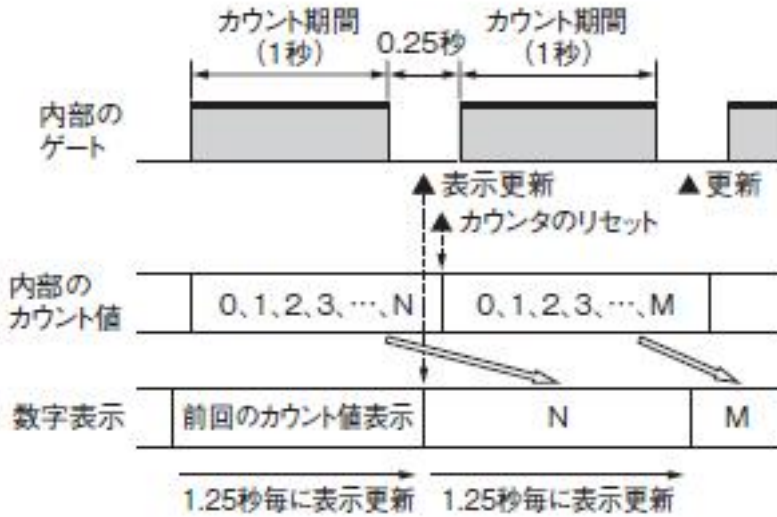 カウント期間
(1秒)
0.25秒
カウント期間
(1秒)
内部の
ゲート
▲表示更新
▲更新
▲カウンタのリセット
内部の
カウント値
0、1、2、3、…、N
0、1、2、3、…、M
数字表示
前回のカウント値表示
N
M
1.25秒毎に表示更新
1.25秒毎に表示更新